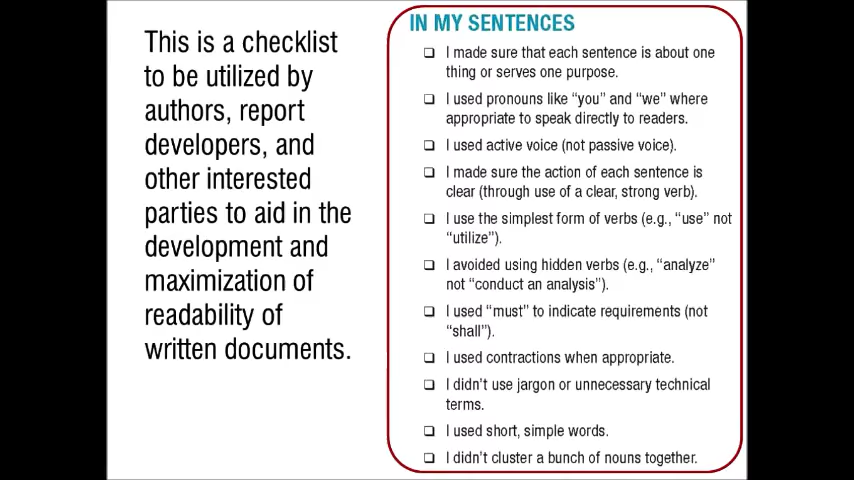 This is a checklist
to be utilized by
authors, report
developers, and
other interested
parties to aid in the
development and
maximization of
readability of
written documents.
IN MY SENTENCES
❑ I made sure that each sentence is about one
thing or serves one purpose.
❑ I used pronouns like “you” and “we” where
appropriate to speak directly to readers.
❑ I used active voice (not passive voice).
❑ I made sure the action of each sentence is
clear (through use of a clear, strong verb).
❑ I use the simplest form of verbs (e.g., “use” not
“utilize”).
❑ I avoided using hidden verbs (e.g., “analyze”
not “conduct an analysis”).
❑ I used “must” to indicate requirements (not
“shall”).
❑ I used contractions when appropriate.
❑ I didn't use jargon or unnecessary technical
terms.
❑ I used short, simple words.
❑ I didn't cluster a bunch of nouns together.